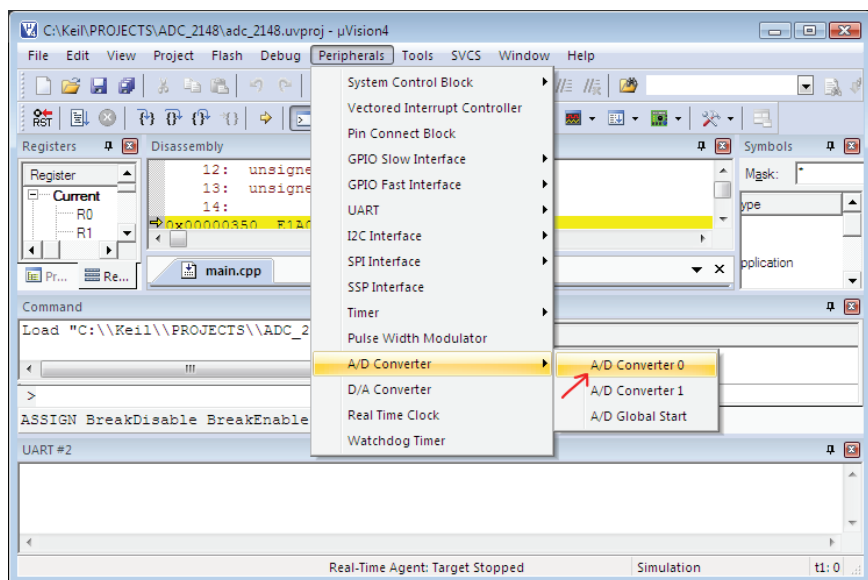 C:\Keil\PROJECTS\ADC_2148\adc_2148.uvproj - µVision4
File Edit View Project Flash Debug Peripherals Tools SVCS Window Help
RST
Registers
Disassembly
Symbols
Register
Current
R0
R1
12: unsigne
13: unsigne
14:
0x00000350 E1A0
Mask: *
ype
pplication
Pr... Re...
main.cpp
System Control Block
Vectored Interrupt Controller
Pin Connect Block
GPIO Slow Interface
GPIO Fast Interface
UART
I2C Interface
SPI Interface
SSP Interface
Timer
Pulse Width Modulator
A/D Converter
D/A Converter
Real Time Clock
Watchdog Timer
A/D Converter 0
A/D Converter 1
A/D Global Start
Command
Load "C:\\Keil\\PROJECTS\\ADC_2
>
ASSIGN BreakDisable BreakEnable
UART #2
Real-Time Agent: Target Stopped Simulation t1: 0